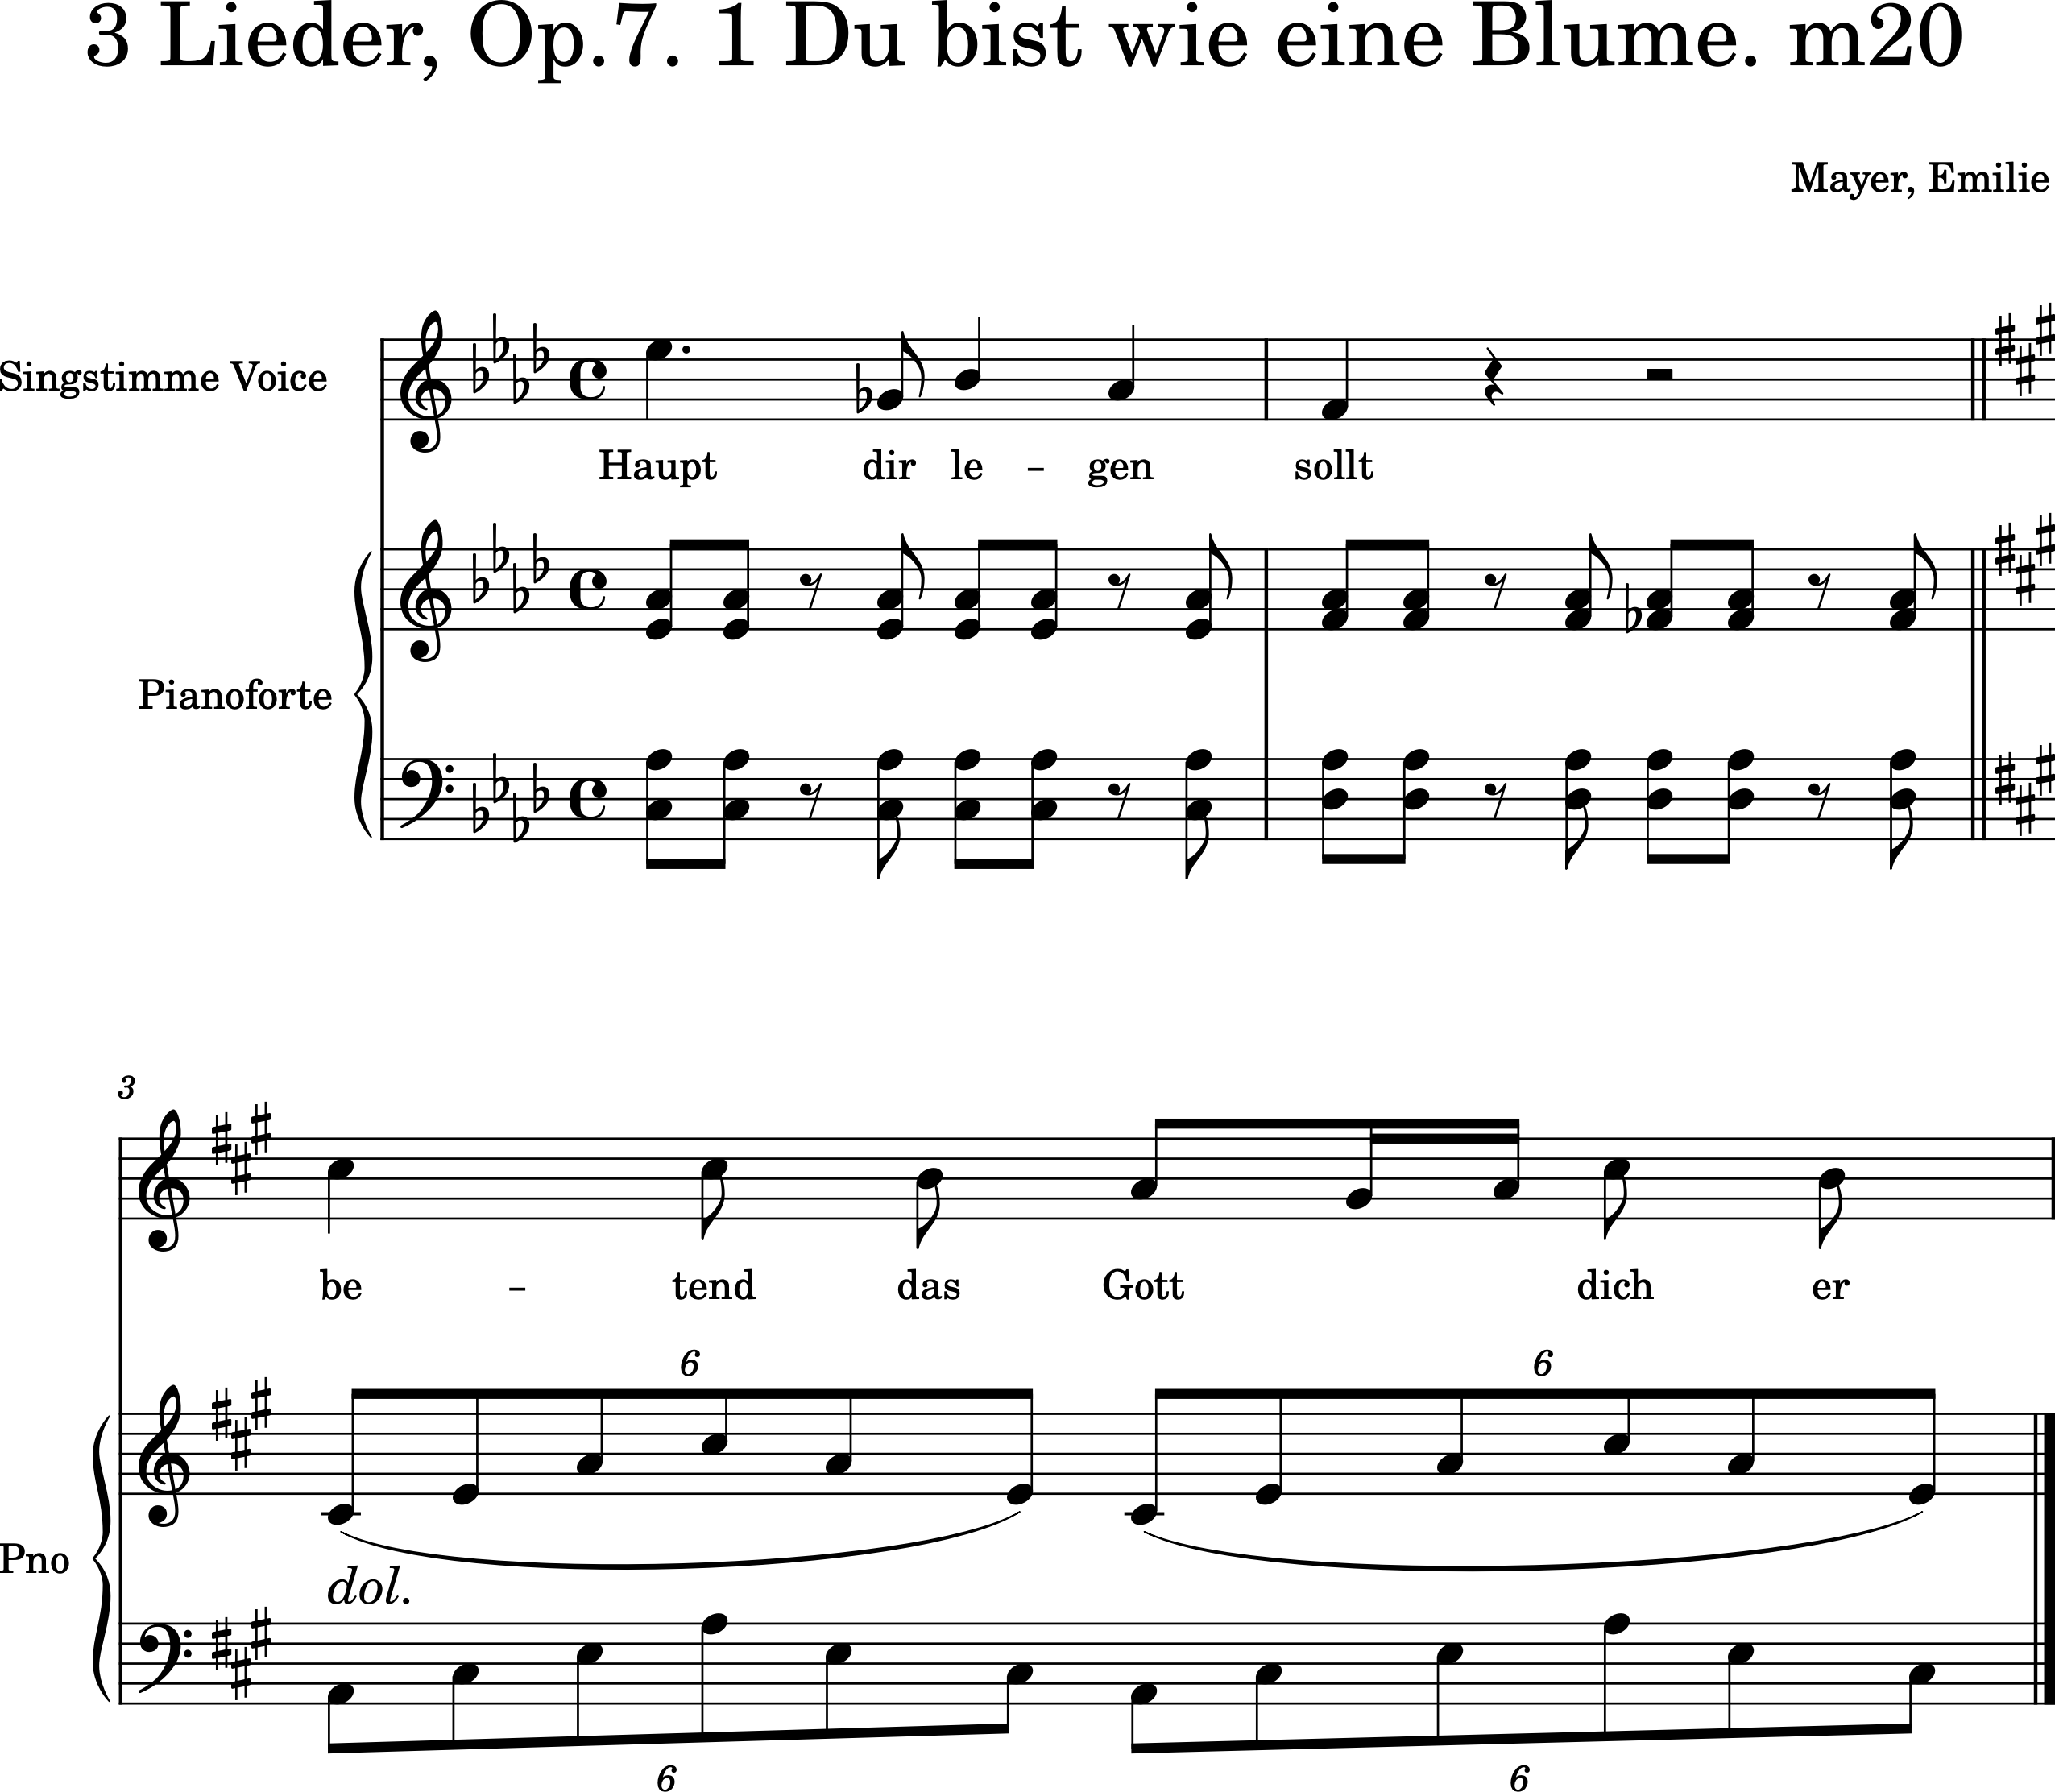 3 Lieder, Op.7. 1 Du bist wie eine Blume. m20
Mayer, Emilie
Singstimme Voice
Haupt dir le - gen sollt
Pianoforte
3
be - tend das Gott dich er
6 6
Pno
dol.
6 6